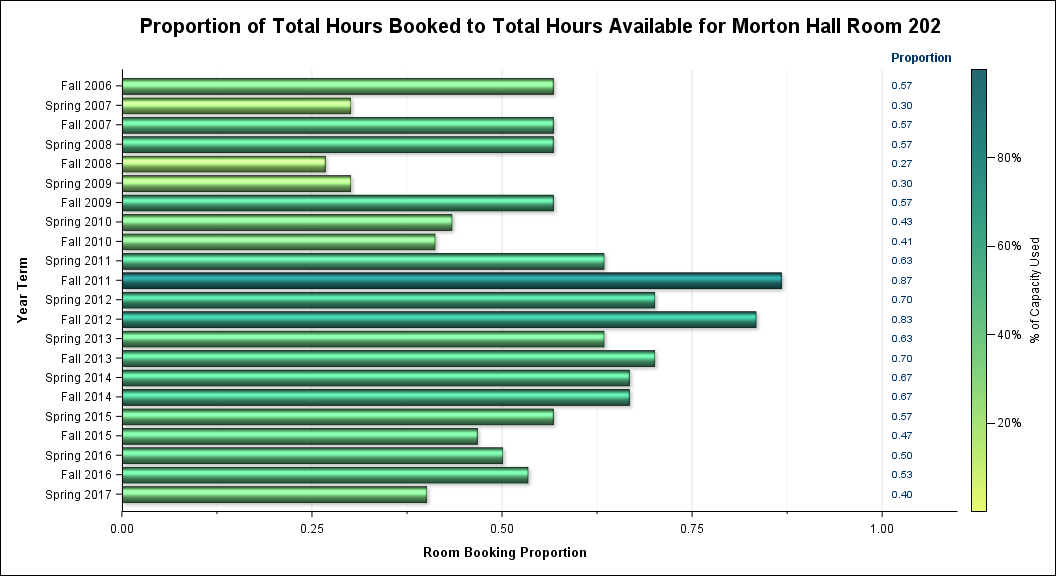 Proportion of Total Hours Booked to Total Hours Available for Morton Hall Room 202
Proportion
Fall 2006 0.57
Spring 2007 0.30
Fall 2007 0.57
Spring 2008 0.57
Fall 2008 0.27
Spring 2009 0.30
Fall 2009 0.57
Spring 2010 0.43
Fall 2010 0.41
Spring 2011 0.63
Fall 2011 0.87
Spring 2012 0.70
Fall 2012 0.83
Spring 2013 0.63
Fall 2013 0.70
Spring 2014 0.67
Fall 2014 0.67
Spring 2015 0.57
Fall 2015 0.47
Spring 2016 0.50
Fall 2016 0.53
Spring 2017 0.40
Year Term
0.00 0.25 0.50 0.75 1.00
Room Booking Proportion
80%
60%
40%
20%
% of Capacity Used